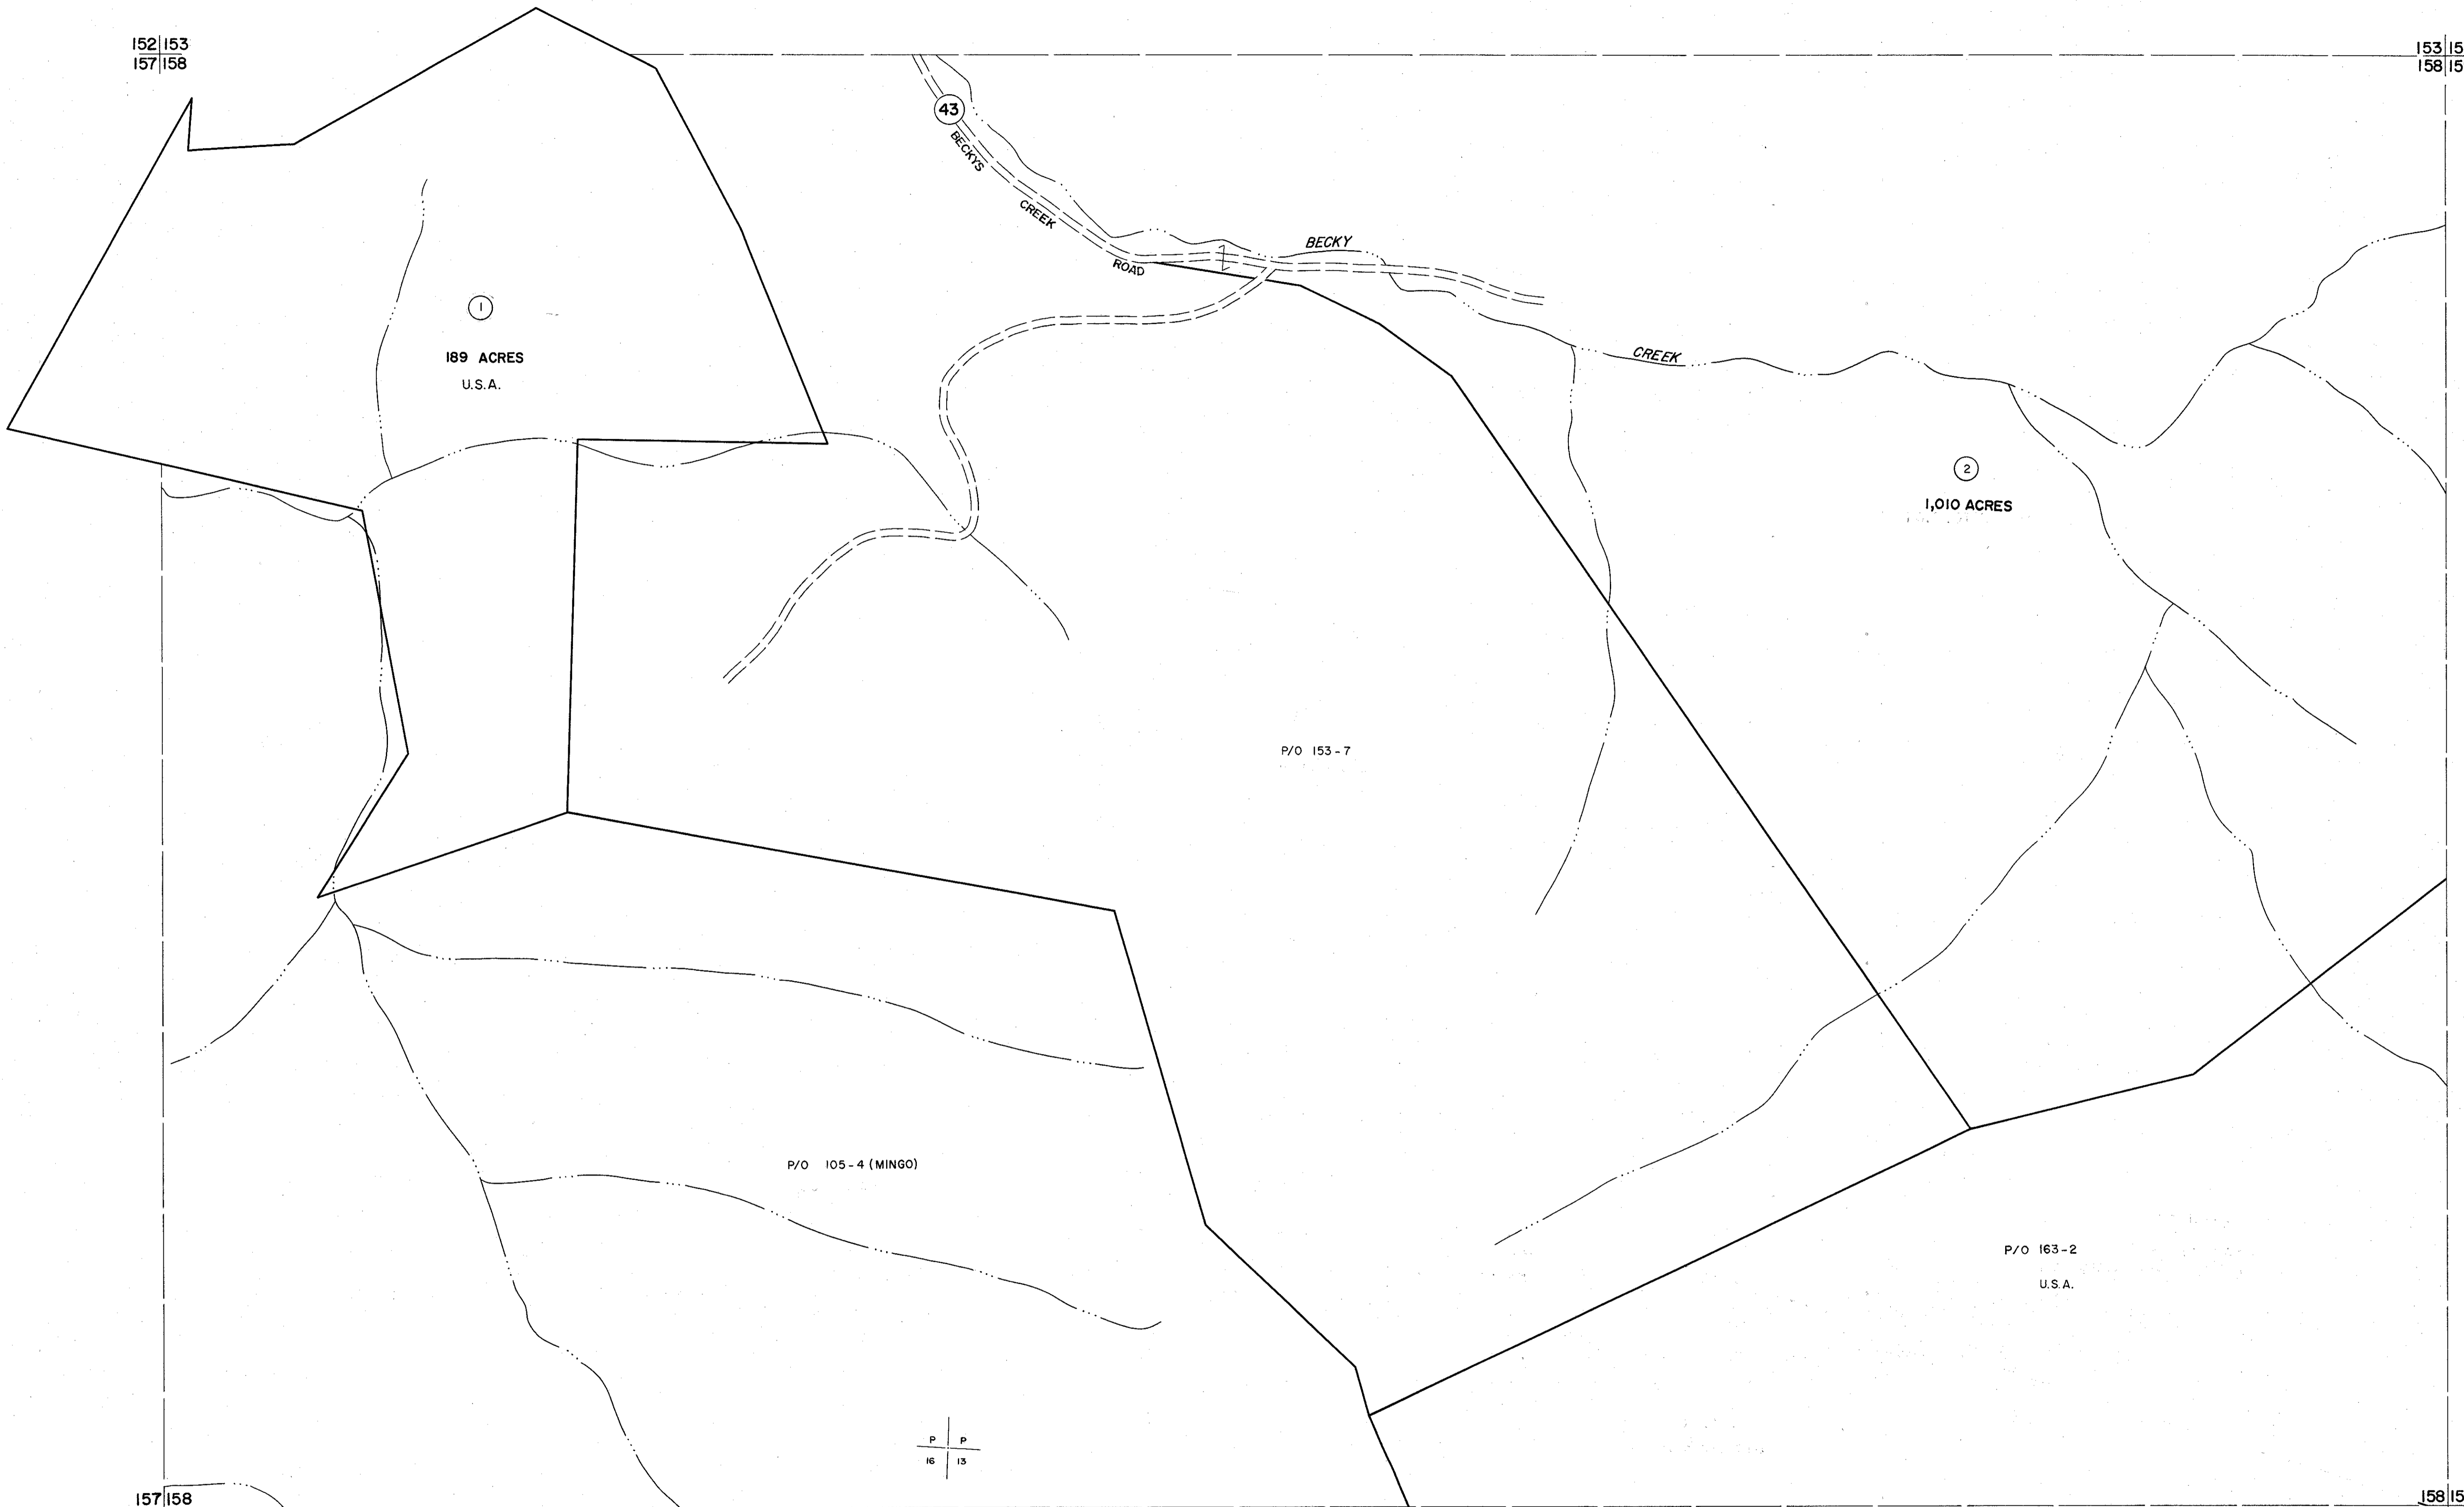 152 153
157 158
153 15
158 15
43
BECKYS
CREEK
ROAD
BECKY
CREEK
1
189 ACRES
U.S.A.
2
1,010 ACRES
P/O 153-7
P/O 105-4 (MINGO)
P/O 163-2
U.S.A.
P P
16 13
157 158
158 15